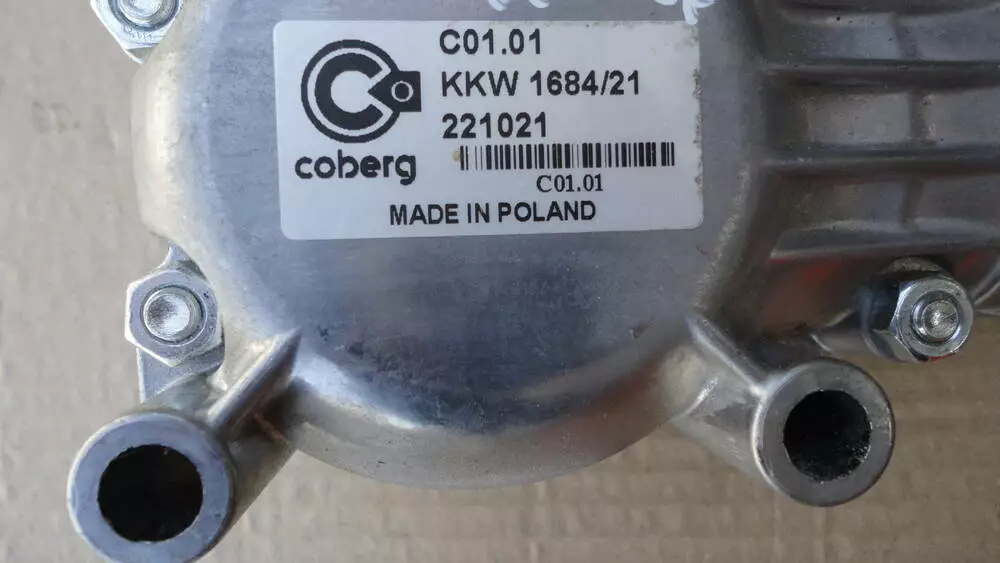 C01.01
KKW 1684/21
221021
coberg
C01.01
MADE IN POLAND